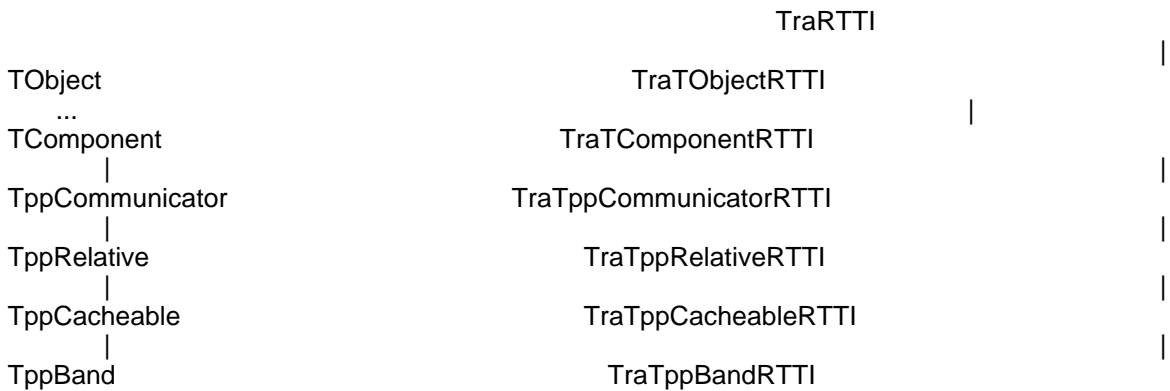 TraRTTI
|
TObject TraTObjectRTTI
... |
TComponent TraTComponentRTTI
| |
TppCommunicator TraTppCommunicatorRTTI
| |
TppRelative TraTppRelativeRTTI
| |
TppCacheable TraTppCacheableRTTI
| |
TppBand TraTppBandRTTI